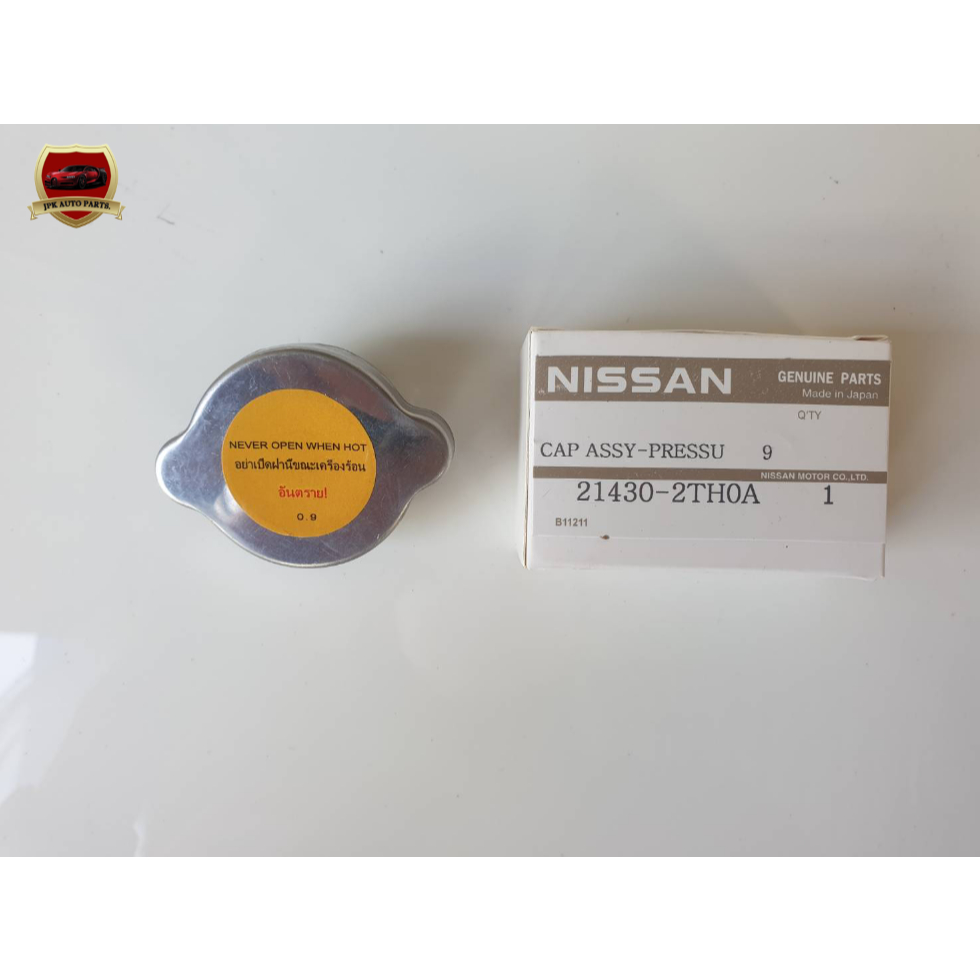 JPK AUTO PARTS.
NEVER OPEN WHEN HOT
อย่าเปิดฝานี้ขณะเครื่องร้อน
อันตราย!
0.9
NISSAN
GENUINE PARTS
Made in Japan
Q'TY
CAP ASSY-PRESSU 9
NISSAN MOTOR CO.,LTD.
21430-2TH0A 1
B11211